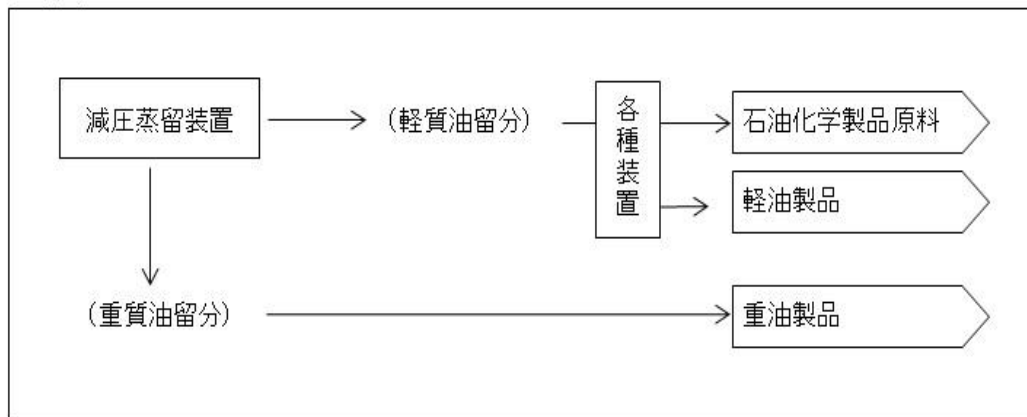 減圧蒸留装置
(軽質油留分)
各種装置
石油化学製品原料
軽油製品
(重質油留分)
重油製品